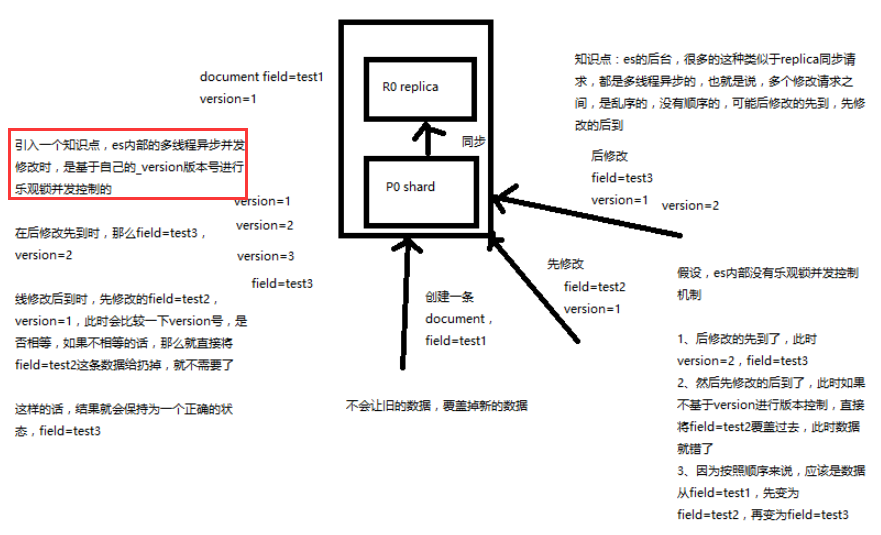 document field=test1
version=1
引入一个知识点，es内部的多线程异步并发
修改时，是基于自己的_version版本号进行
乐观锁并发控制的
version=1
在后修改先到时，那么field=test3，
version=2
version=2
version=3
field=test3
线修改后到时，先修改的field=test2，
version=1，此时会比较一下version号，是
否相等，如果不相等的话，那么就直接将
field=test2这条数据给扔掉，就不需要了
这样的话，结果就会保持为一个正确的状
态，field=test3
R0 replica
同步
P0 shard
创建一条
document，
field=test1
不会让旧的数据，覆盖掉新的数据
知识点：es的后台，很多的这种类似于replica同步请
求，都是多线程异步的，也就是说，多个修改请求之
间，是乱序的，没有顺序的，可能后修改的先到，先修
改的后到
后修改
field=test3
version=1
version=2
先修改
field=test2
version=1
假设，es内部没有乐观锁并发控制
机制
1、后修改的先到了，此时
version=2，field=test3
2、然后先修改的后到了，此时如果
不基于version进行版本控制，直接
将field=test2覆盖过去，此时数据
就错了
3、因为按照顺序来说，应该是数据
从field=test1，先变为
field=test2，再变为field=test3